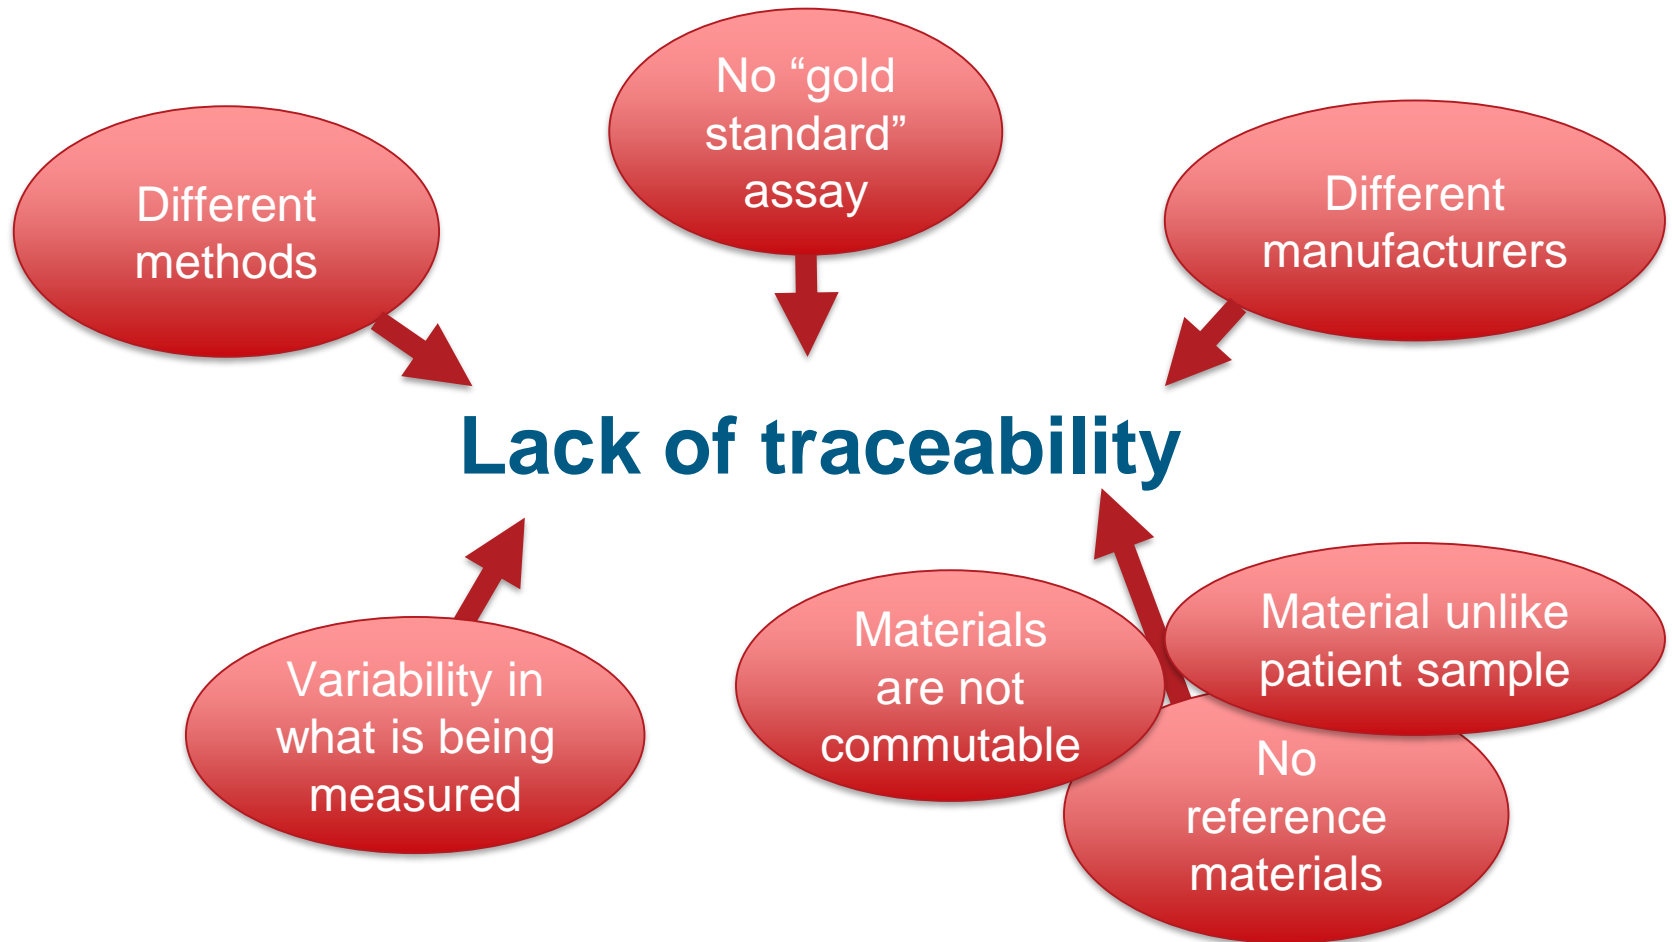 No “gold
standard”
assay
Different
methods
Different
manufacturers
Lack of traceability
Variability in
what is being
measured
Materials
are not
commutable
Material unlike
patient sample
No
reference
materials